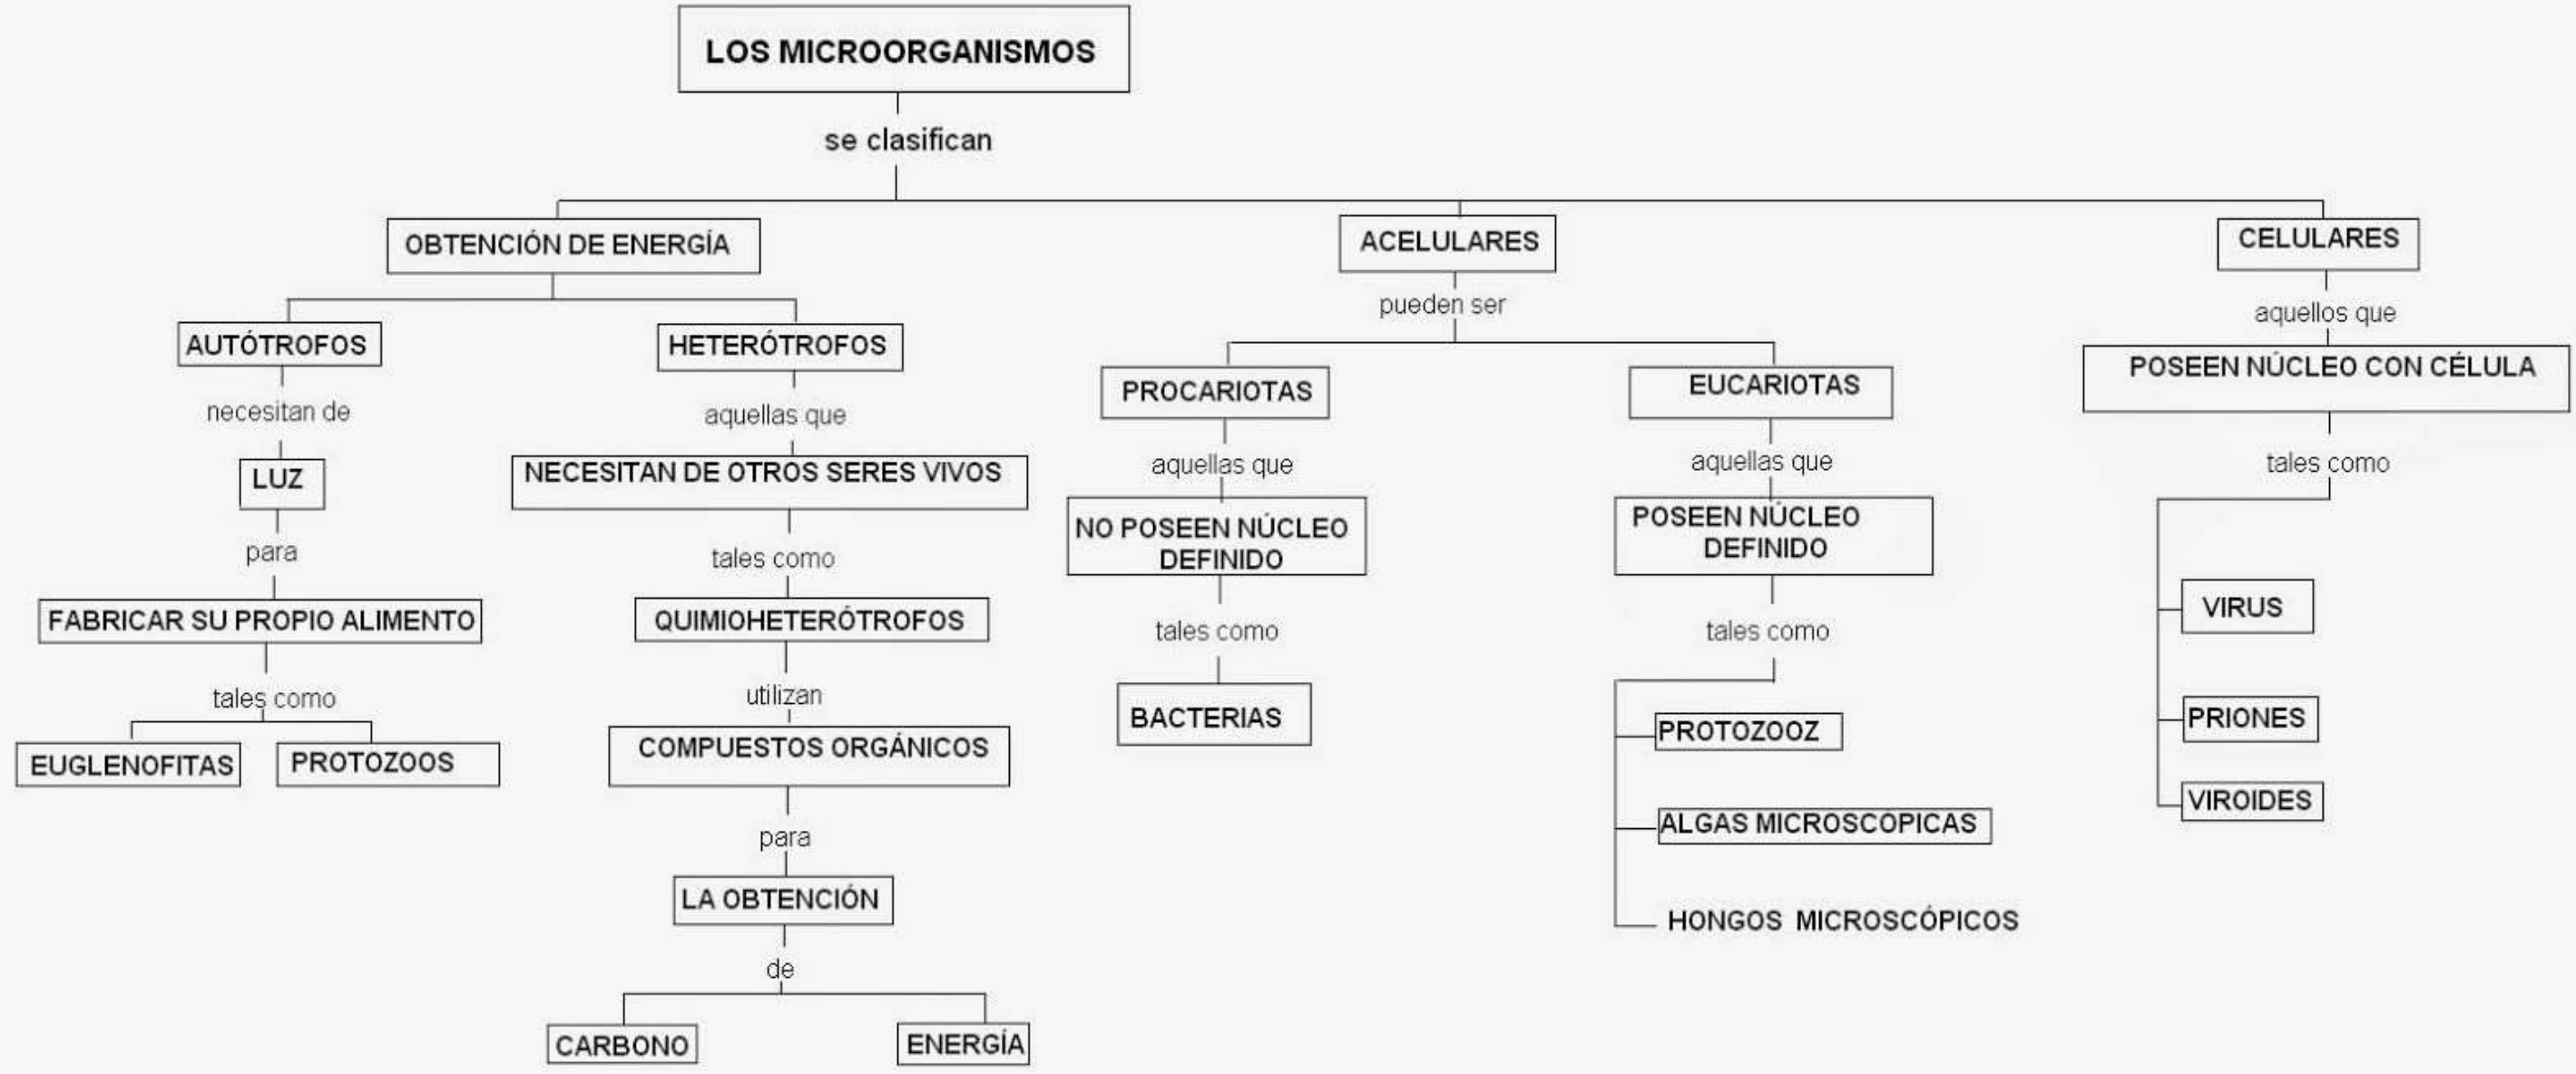 LOS MICROORGANISMOS
se clasifican
OBTENCIÓN DE ENERGÍA
AUTÓTROFOS
necesitan de
LUZ
para
FABRICAR SU PROPIO ALIMENTO
tales como
EUGLENOFITAS
PROTOZOOS
HETERÓTROFOS
aquellas que
NECESITAN DE OTROS SERES VIVOS
tales como
QUIMIOHETERÓTROFOS
utilizan
COMPUESTOS ORGÁNICOS
para
LA OBTENCIÓN
de
CARBONO
ENERGÍA
ACELULARES
pueden ser
PROCARIOTAS
aquellas que
NO POSEEN NÚCLEO
DEFINIDO
tales como
BACTERIAS
EUCARIOTAS
aquellas que
POSEEN NÚCLEO
DEFINIDO
tales como
PROTOZOOZ
ALGAS MICROSCÓPICAS
HONGOS MICROSCÓPICOS
CELULARES
aquellos que
POSEEN NÚCLEO CON CÉLULA
tales como
VIRUS
PRIONES
VIROIDES